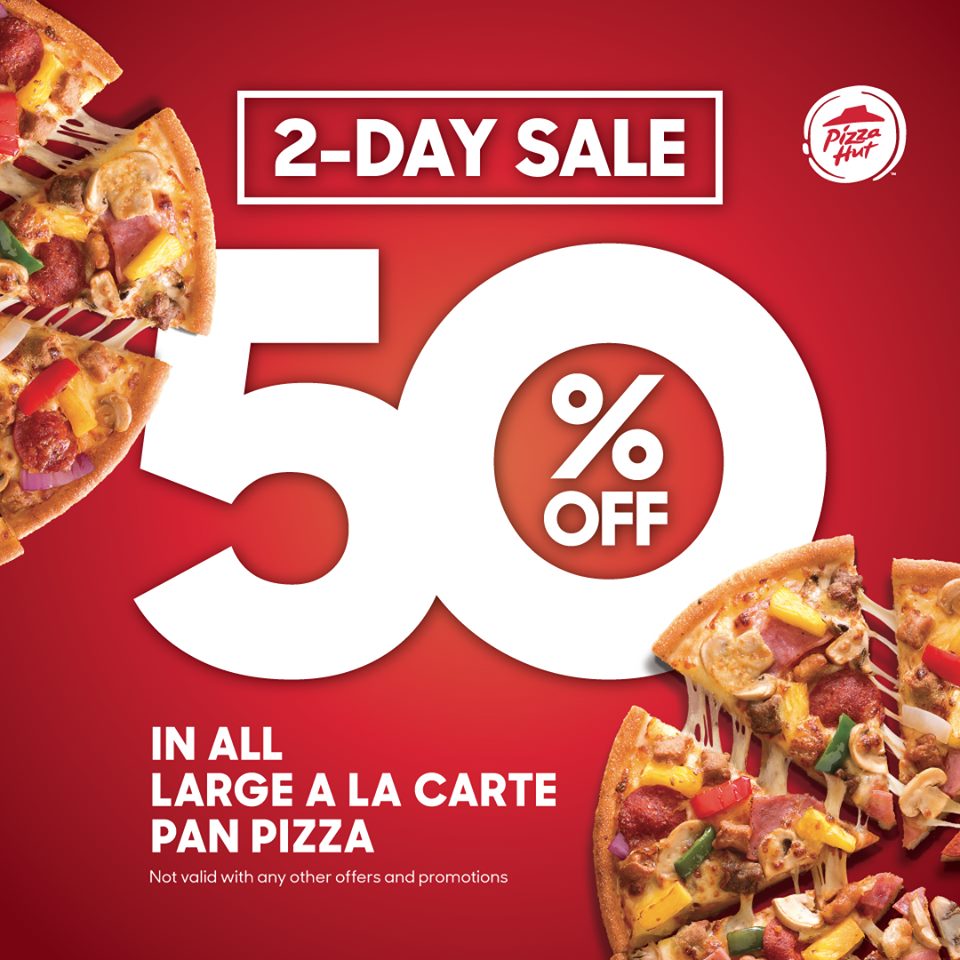 2-DAY SALE
Pizza
Hut
50
%
OFF
IN ALL
LARGE A LA CARTE
PAN PIZZA
Not valid with any other offers and promotions